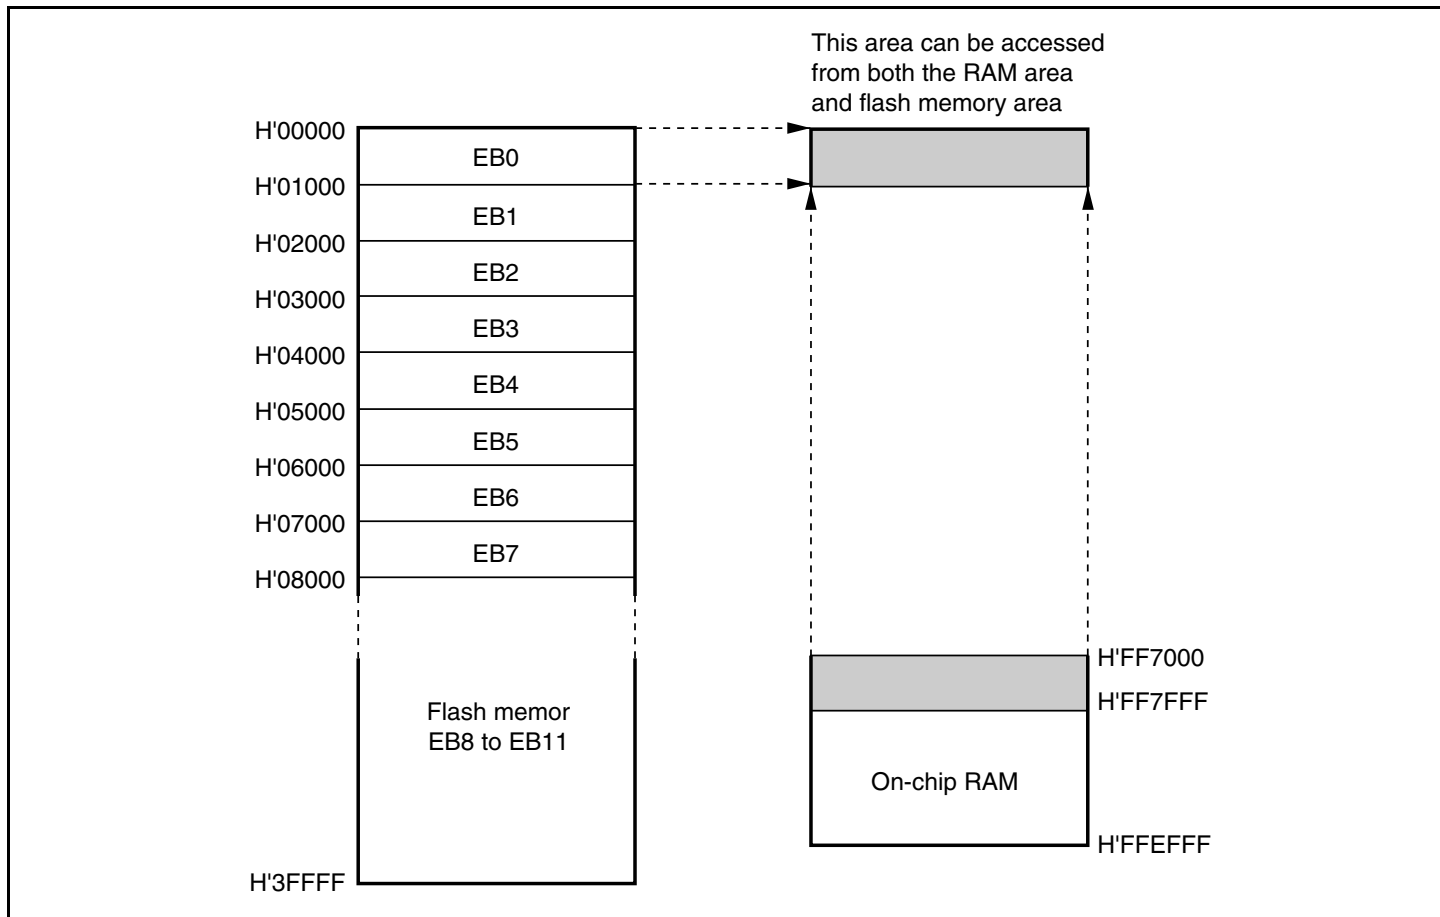 This area can be accessed
from both the RAM area
and flash memory area
H'00000
EB0
H'01000
EB1
H'02000
EB2
H'03000
EB3
H'04000
EB4
H'05000
EB5
H'06000
EB6
H'07000
EB7
H'08000
Flash memor
EB8 to EB11
H'3FFFF
H'FF7000
H'FF7FFF
On-chip RAM
H'FFEFFF